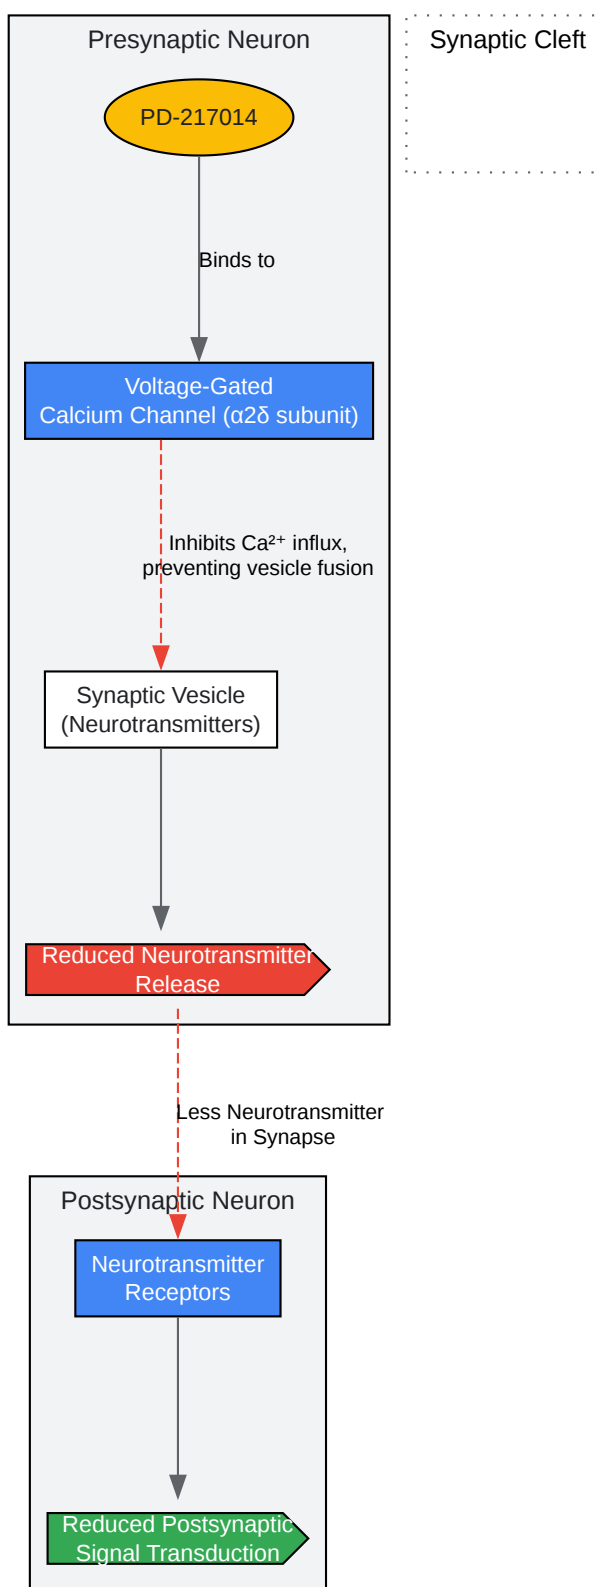 Presynaptic Neuron
Synaptic Cleft
PD-217014
Binds to
Voltage-Gated
Calcium Channel (α2δ subunit)
Inhibits Ca²⁺ influx,
preventing vesicle fusion
Synaptic Vesicle
(Neurotransmitters)
Reduced Neurotransmitter
Release
Less Neurotransmitter
in Synapse
Postsynaptic Neuron
Neurotransmitter
Receptors
Reduced Postsynaptic
Signal Transduction